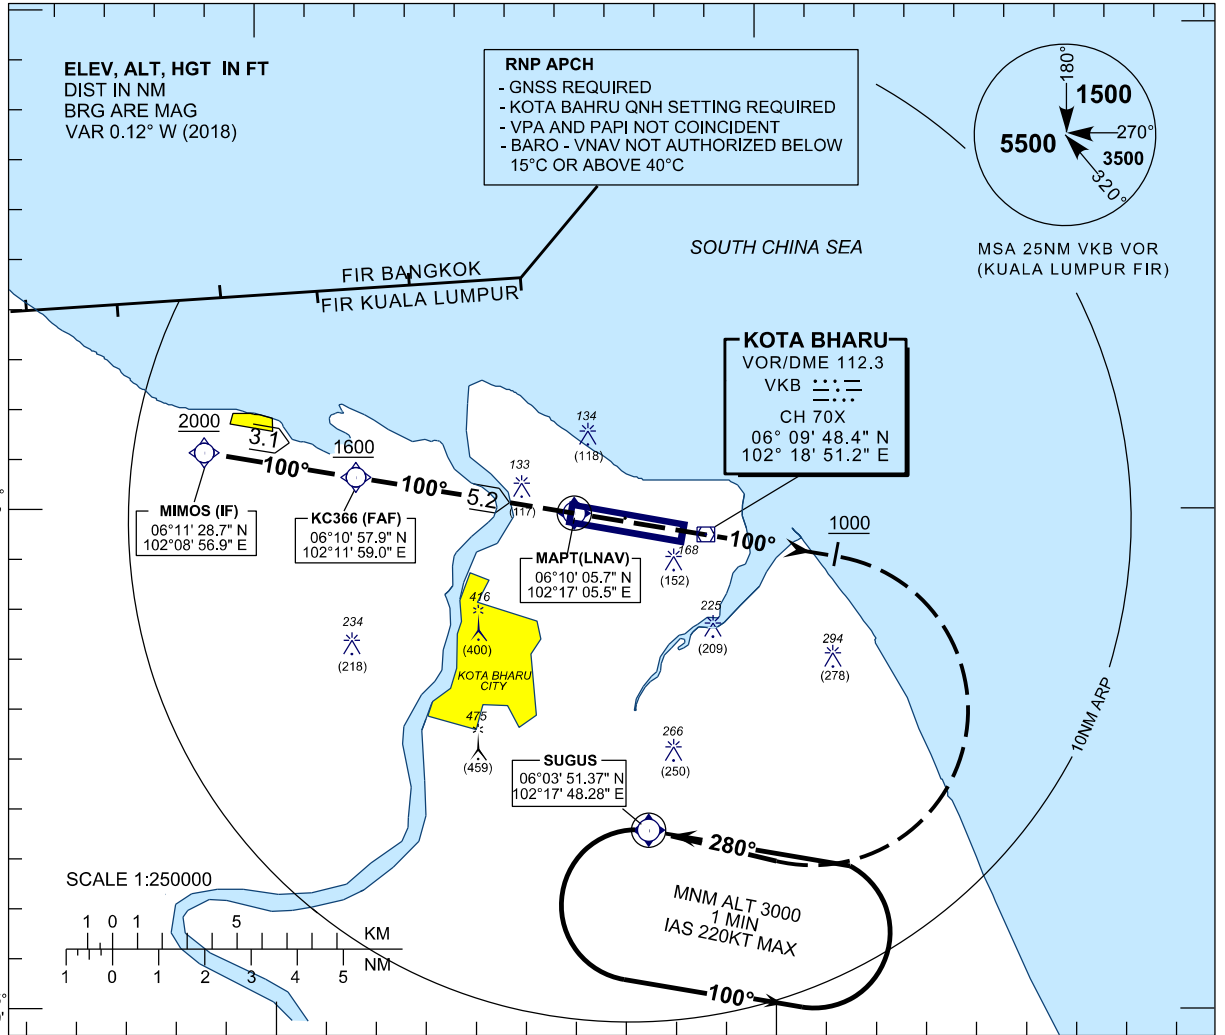 ELEV, ALT, HGT IN FT
DIST IN NM
BRG ARE MAG
VAR 0.12° W (2018)
RNP APCH
- GNSS REQUIRED
- KOTA BAHRU QNH SETTING REQUIRED
- VPA AND PAPI NOT COINCIDENT
- BARO - VNAV NOT AUTHORIZED BELOW
15°C OR ABOVE 40°C
180°
1500
5500
270°
3500
320°
MSA 25NM VKB VOR
(KUALA LUMPUR FIR)
SOUTH CHINA SEA
FIR BANGKOK
FIR KUALA LUMPUR
KOTA BHARU
VOR/DME 112.3
VKB
CH 70X
06° 09' 48.4" N
102° 18' 51.2" E
2000
3.1
100°
1600
100°
5.2
133
(117)
134
(118)
MIMOS (IF)
06°11' 28.7" N
102°08' 56.9" E
KC366 (FAF)
06°10' 57.9" N
102°11' 59.0" E
MAPT(LNAV)
06°10' 05.7" N
102°17' 05.5" E
168
(152)
100°
1000
416
(400)
KOTA BHARU
CITY
475
(459)
234
(218)
225
(209)
294
(278)
266
(250)
10NM ARP
SUGUS
06°03' 51.37" N
102°17' 48.28" E
280°
MNM ALT 3000
1 MIN
IAS 220KT MAX
100°
SCALE 1:250000
1 0 1 5 KM
1 0 1 2 3 4 5 NM